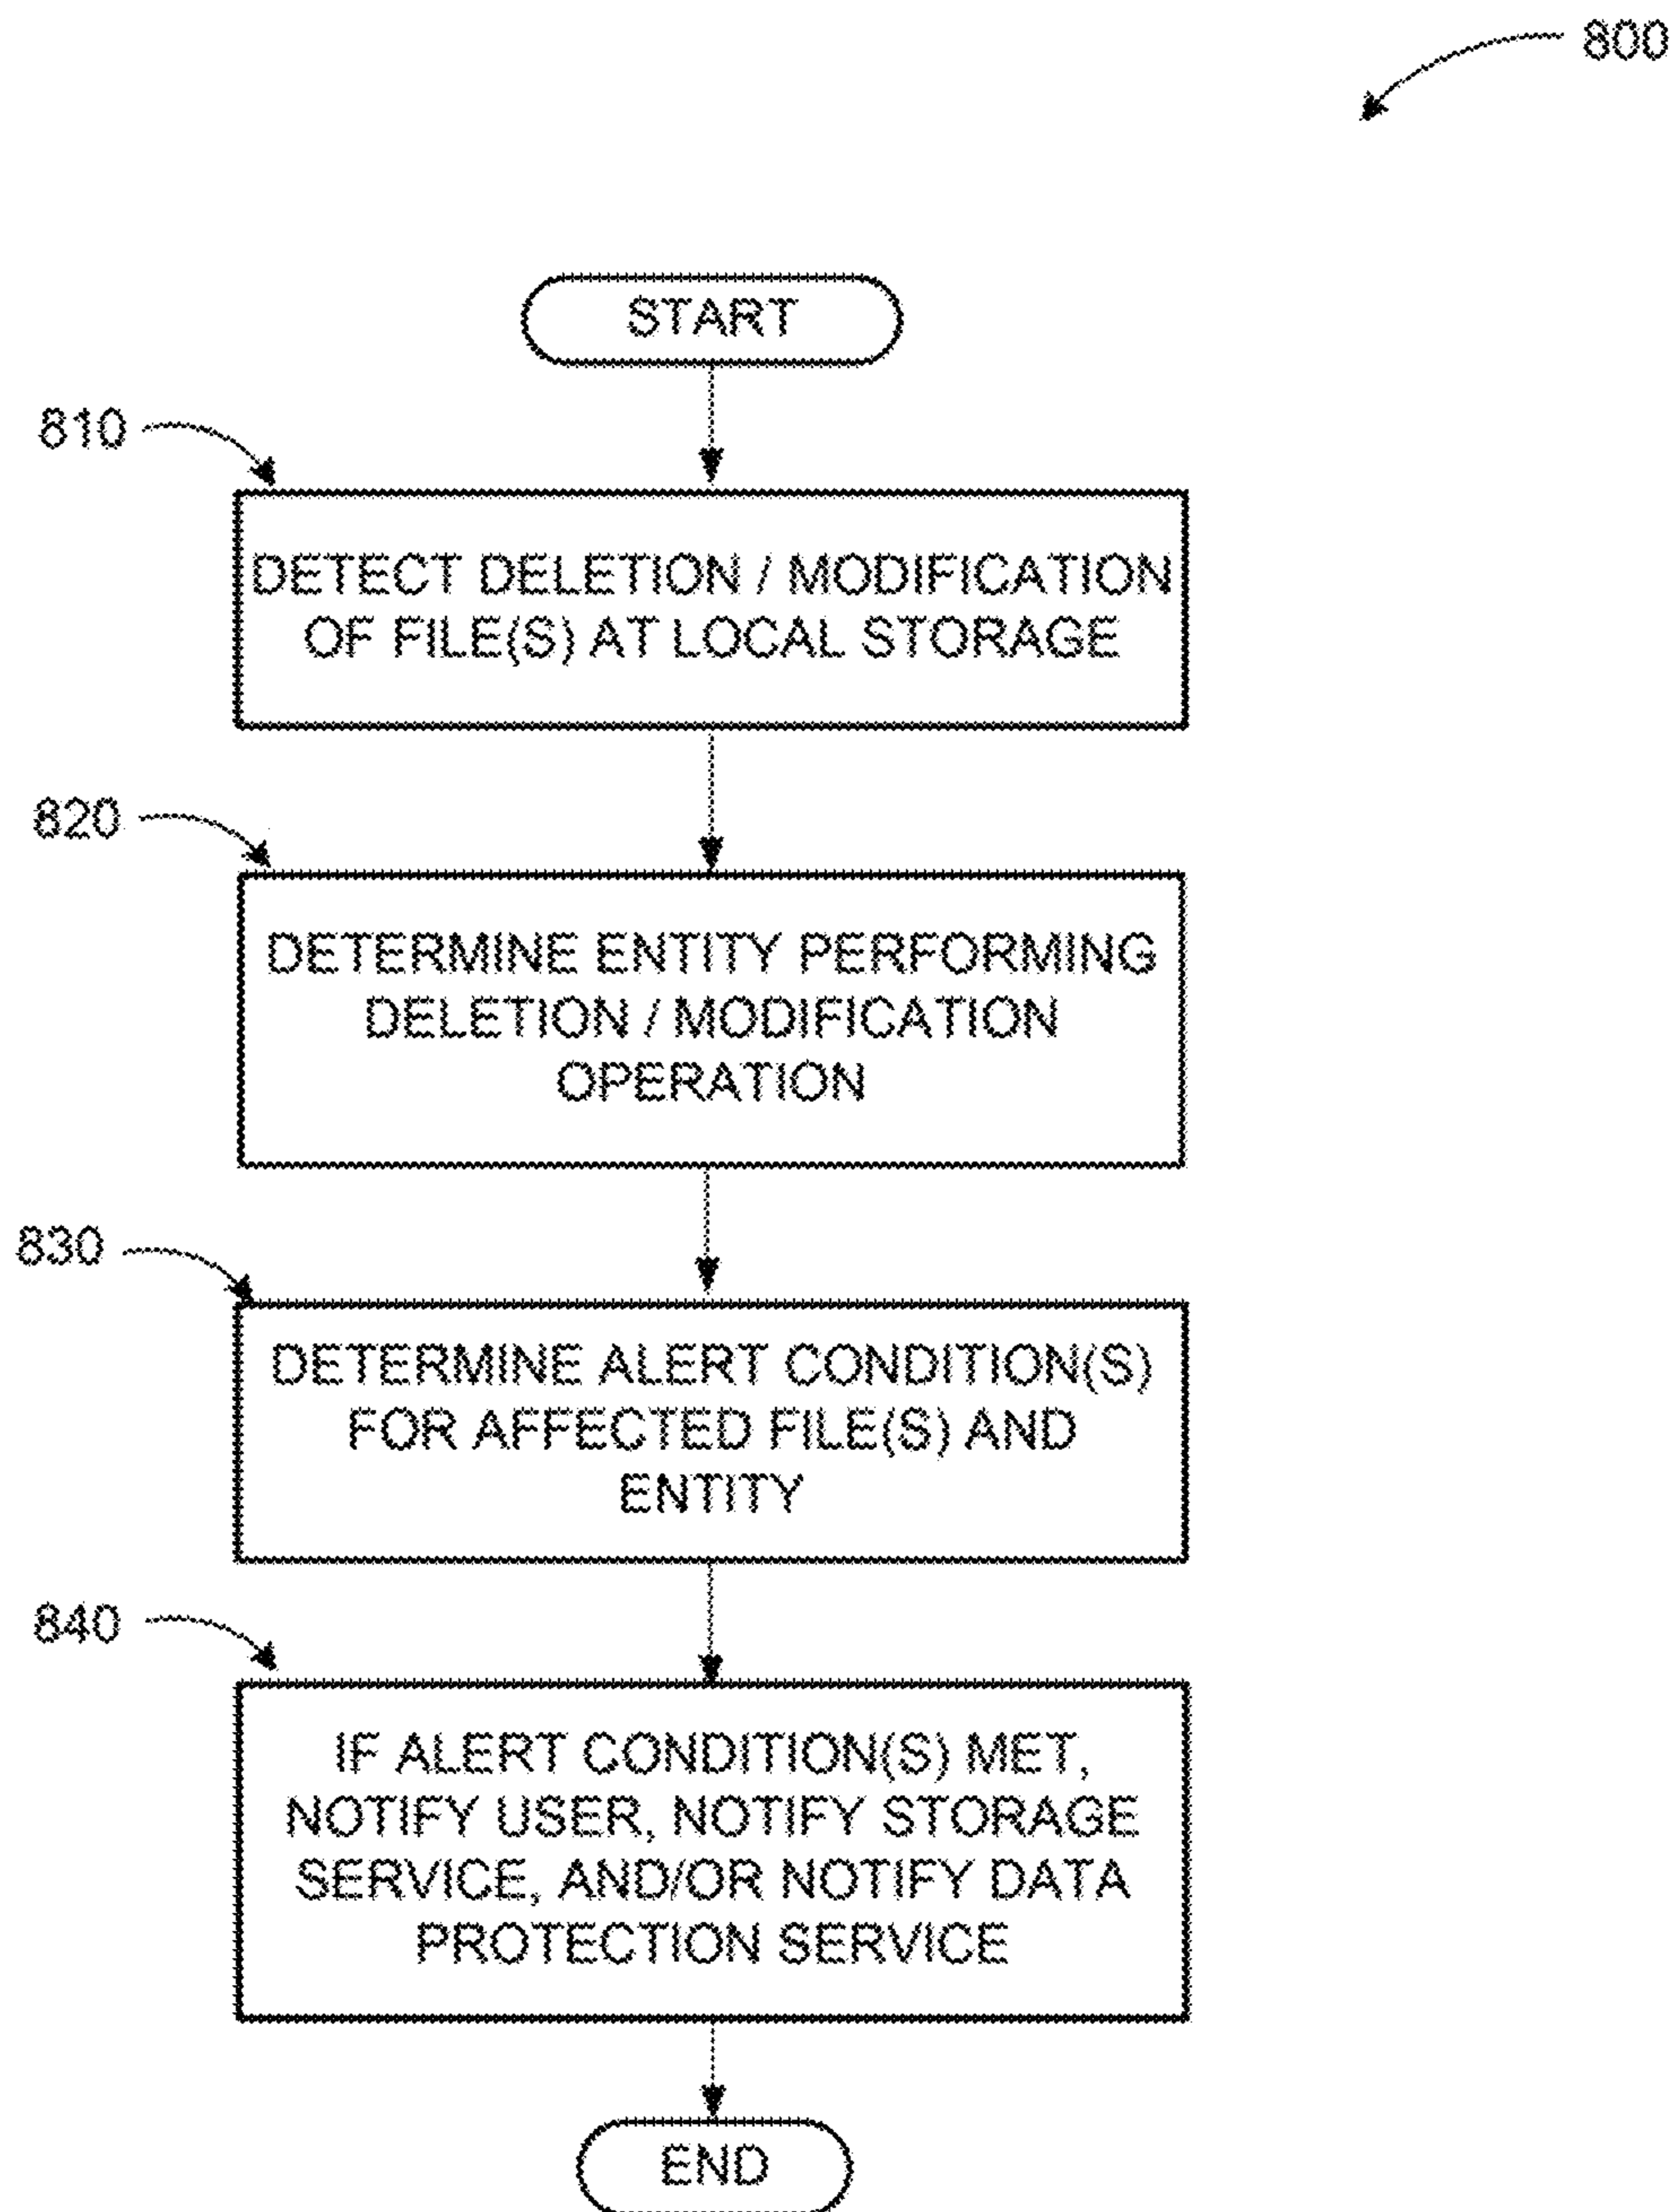 800
START
810
DETECT DELETION / MODIFICATION
OF FILE(S) AT LOCAL STORAGE
820
DETERMINE ENTITY PERFORMING
DELETION / MODIFICATION
OPERATION
830
DETERMINE ALERT CONDITION(S)
FOR AFFECTED FILE(S) AND
ENTITY
840
IF ALERT CONDITION(S) MET,
NOTIFY USER, NOTIFY STORAGE
SERVICE, AND/OR NOTIFY DATA
PROTECTION SERVICE
END